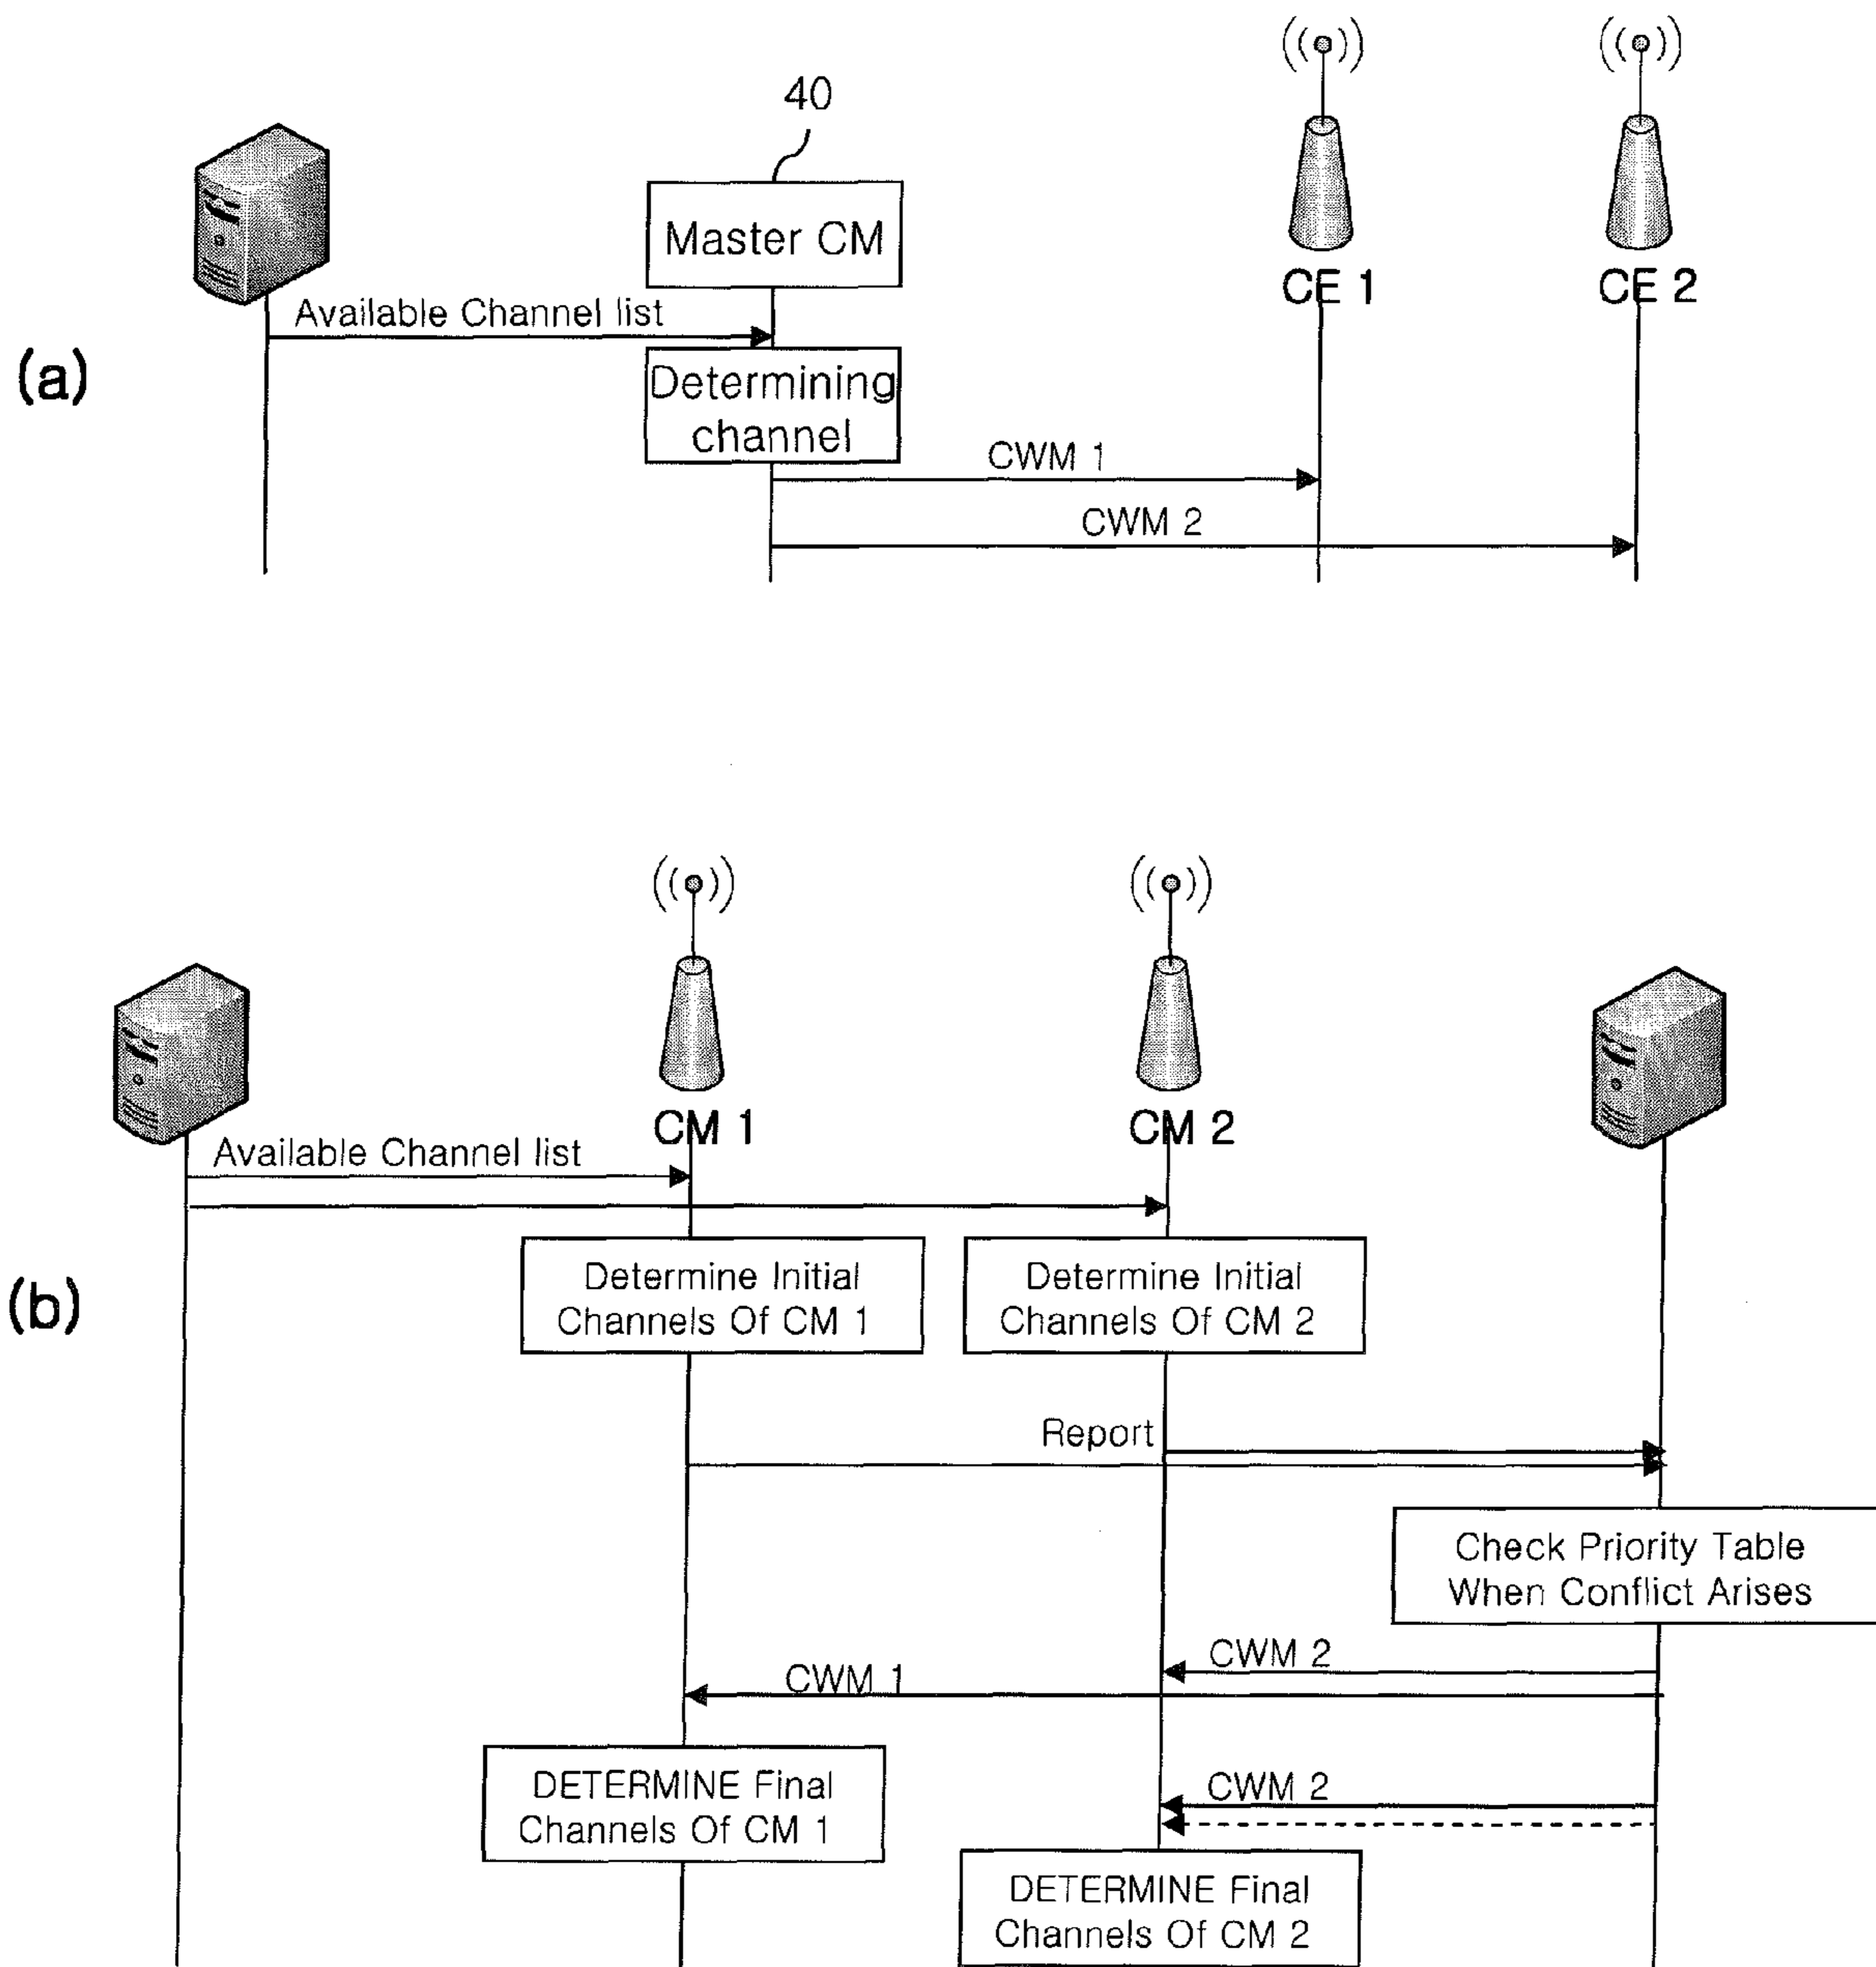 40
Master CM
CE 1
CE 2
Available Channel list
(a)
Determining
channel
CWM 1
CWM 2
CM 1
CM 2
Available Channel list
(b)
Determine Initial
Channels Of CM 1
Determine Initial
Channels Of CM 2
Report
Check Priority Table
When Conflict Arises
CWM 2
CWM 1
DETERMINE Final
Channels Of CM 1
CWM 2
DETERMINE Final
Channels Of CM 2